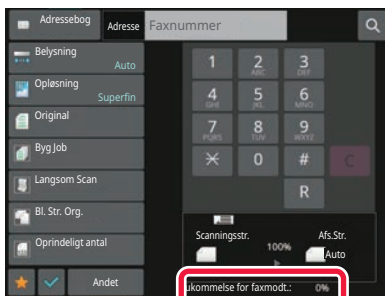 Adressebog Adresse Faxnummer
Belysning
Auto
Opløsning
Superfin
Original
Byg Job
Langsom Scan
Bl. Str. Org.
Oprindeligt antal
Andet
1 2 3
ABC DEF
4 5 6
GHI JKL MNO
7 8 9
PQRS TUV WXYZ
0 # C
R
Scanningsstr. Afs.Str.
100%
Auto
ukommelse for faxmodt.: 0%